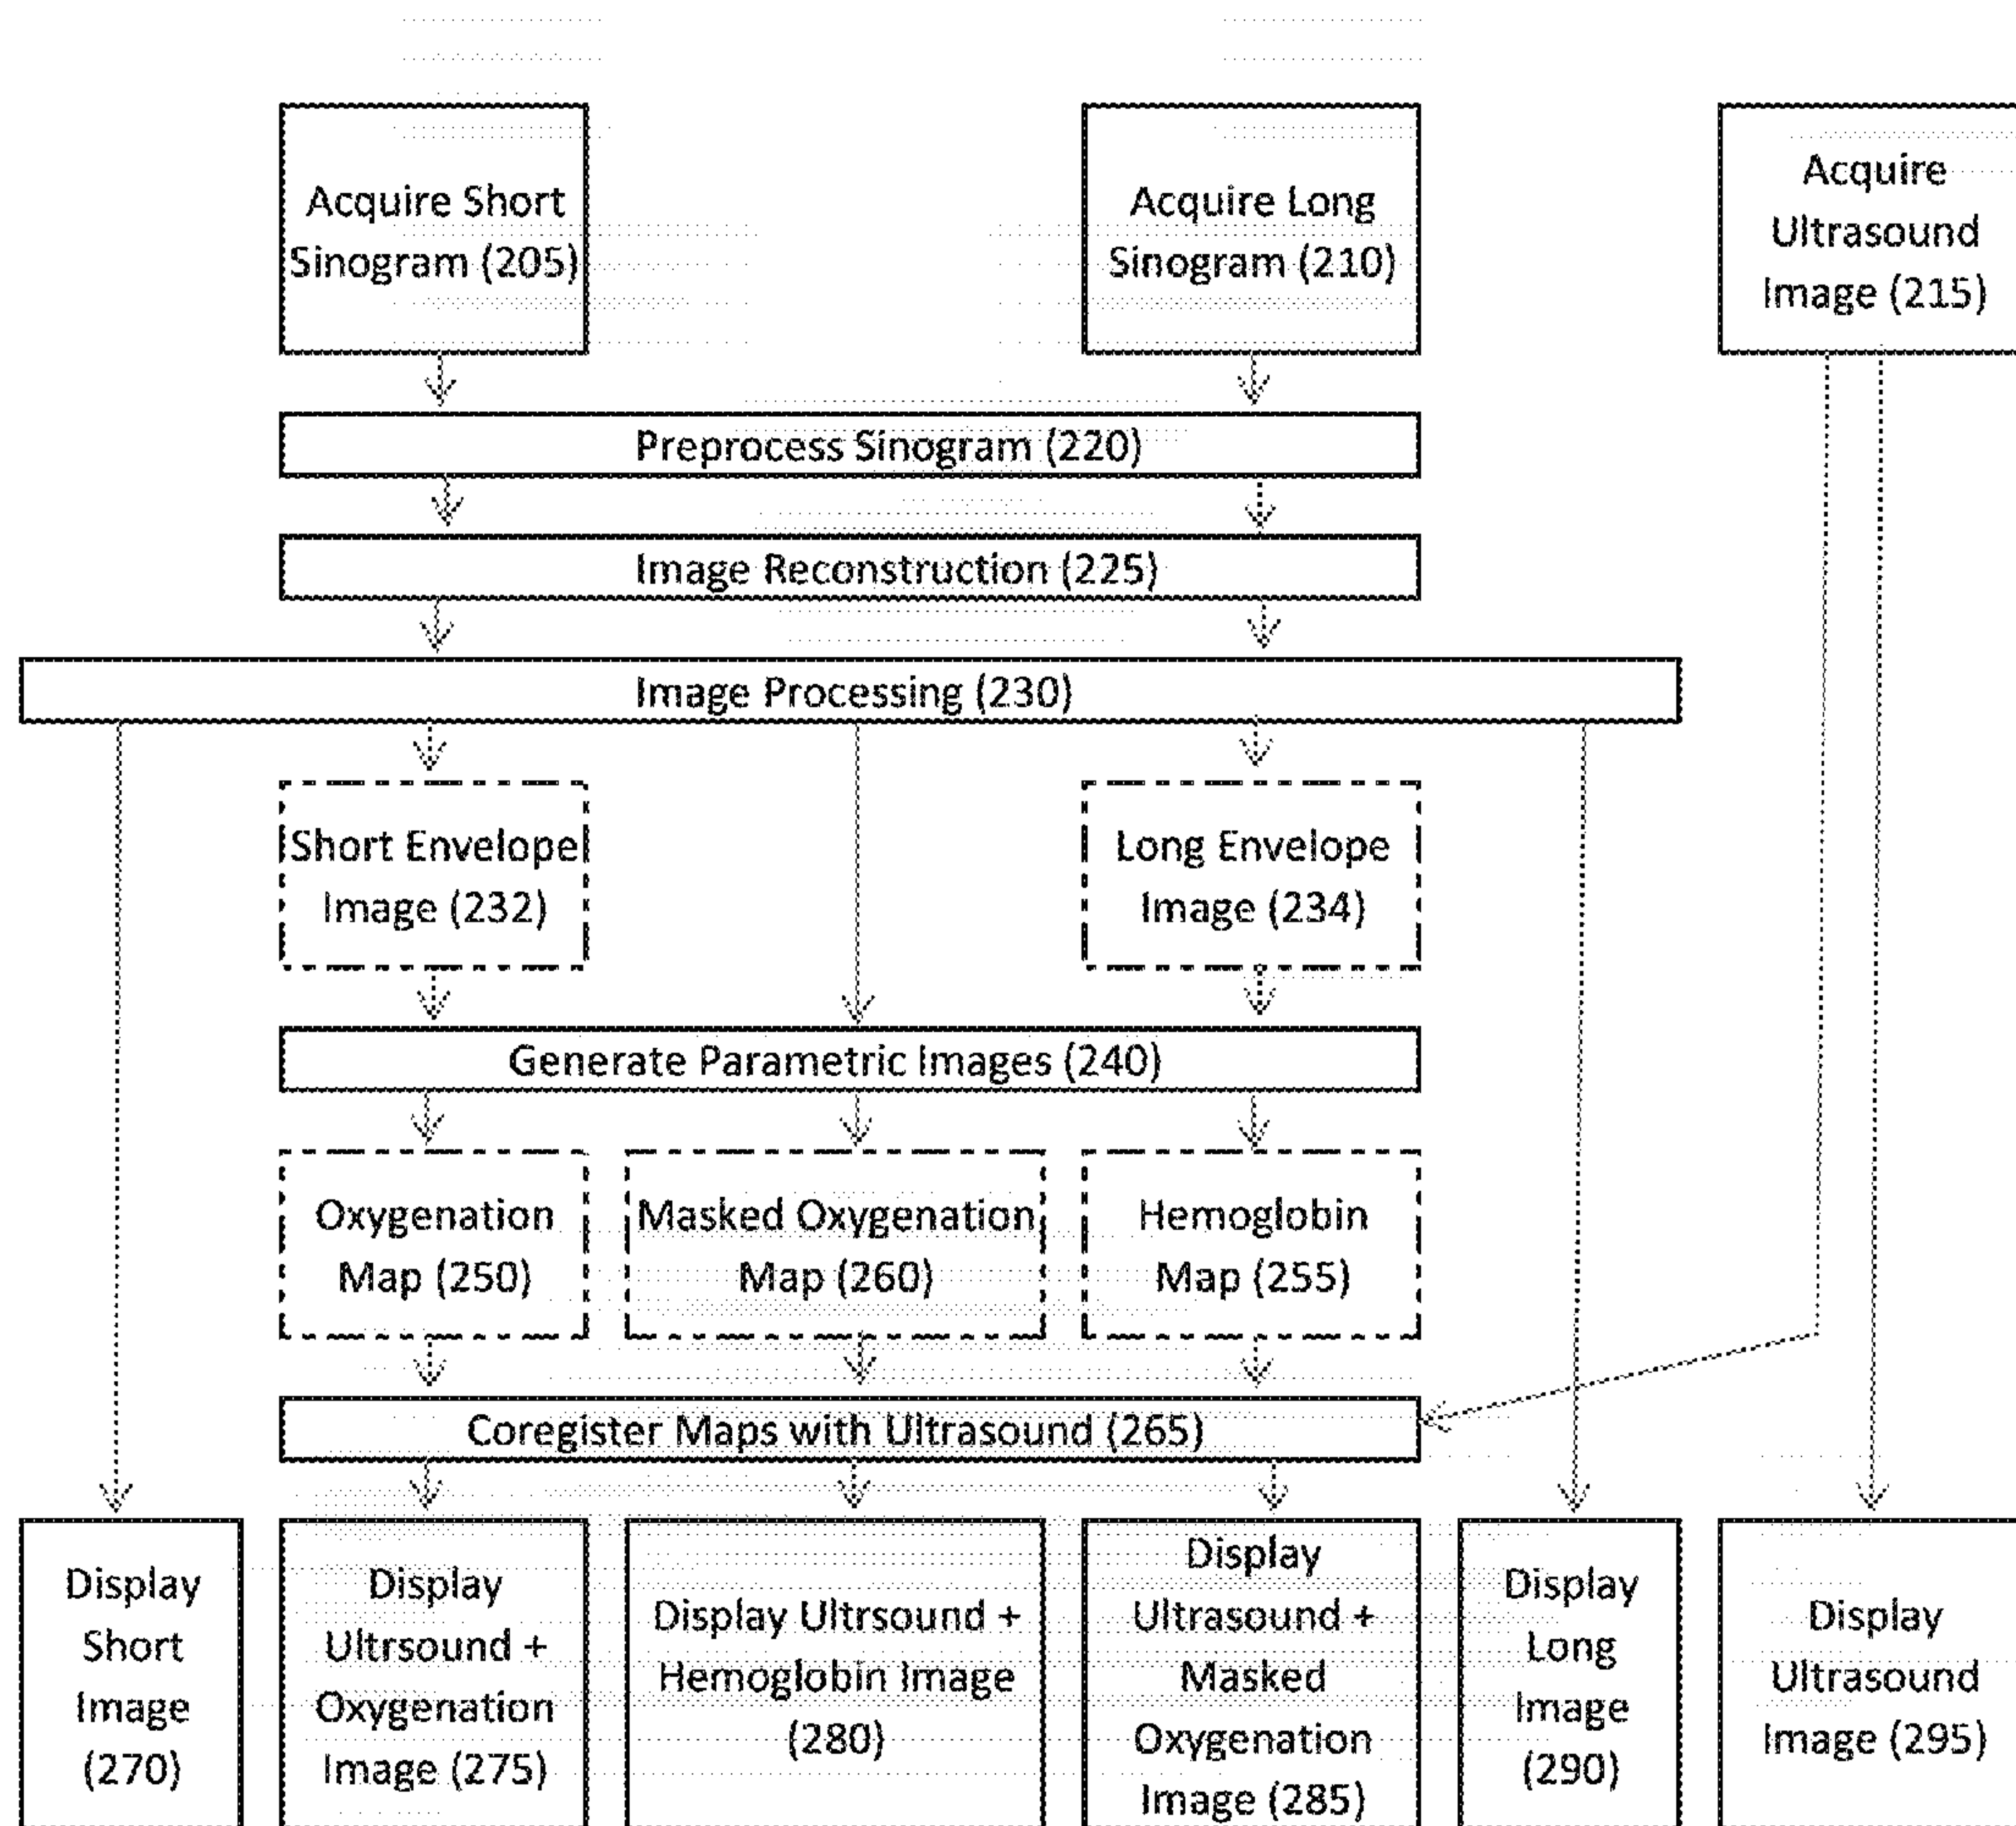 Acquire Short
Sinogram (205)
Acquire Long
Sinogram (210)
Acquire
Ultrasound
Image (215)
Preprocess Sinogram (220)
Image Reconstruction (225)
Image Processing (230)
Short Envelope
Image (232)
Long Envelope
Image (234)
Generate Parametric Images (240)
Oxygenation
Map (250)
Masked Oxygenation
Map (260)
Hemoglobin
Map (255)
Coregister Maps with Ultrasound (265)
Display
Short
Image
(270)
Display
Ultrsound +
Oxygenation
Image (275)
Display Ultrsound +
Hemoglobin Image
(280)
Display
Ultrasound +
Masked
Oxygenation
Image (285)
Display
Long
Image
(290)
Display
Ultrasound
Image (295)